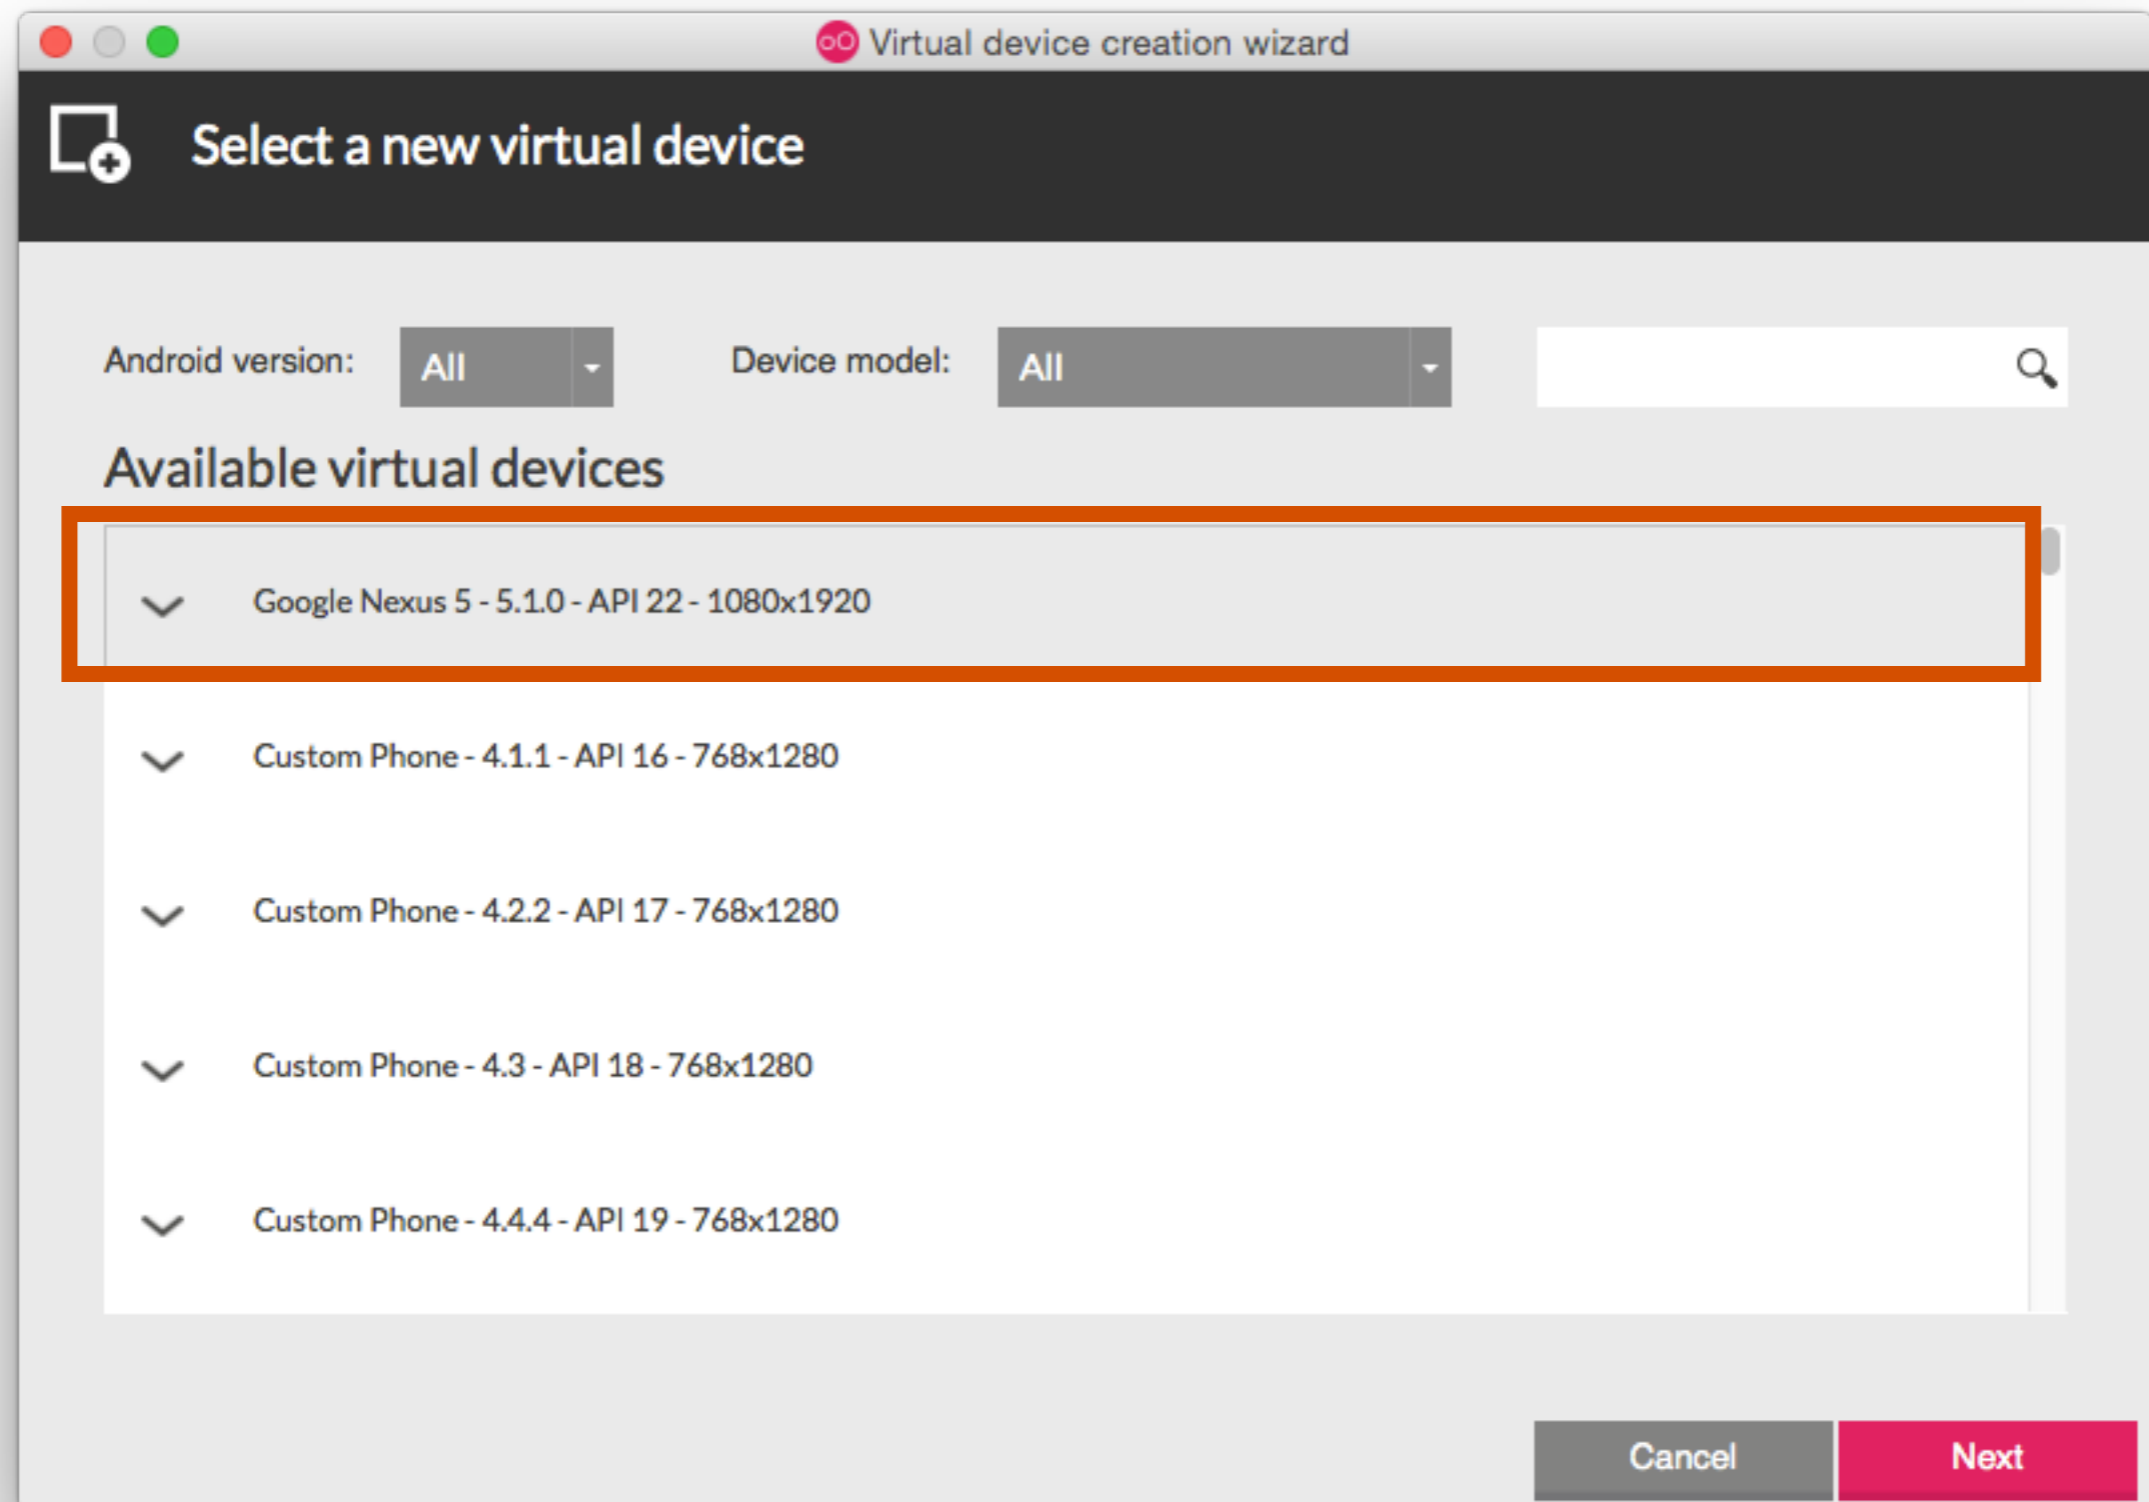 Virtual device creation wizard
Select a new virtual device
Android version: All Device model: All
Available virtual devices
Google Nexus 5 - 5.1.0 - API 22 - 1080x1920
Custom Phone - 4.1.1 - API 16 - 768x1280
Custom Phone - 4.2.2 - API 17 - 768x1280
Custom Phone - 4.3 - API 18 - 768x1280
Custom Phone - 4.4.4 - API 19 - 768x1280
Cancel Next